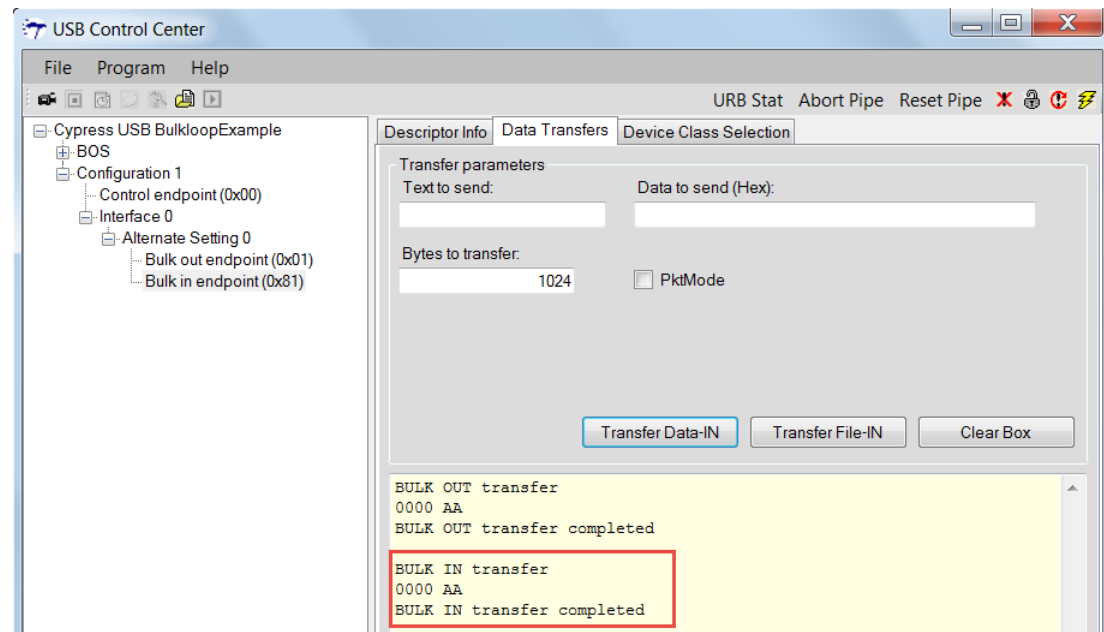 USB Control Center
File Program Help
URB Stat Abort Pipe Reset Pipe
Cypress USB BulkloopExample
BOS
Configuration 1
Control endpoint (0x00)
Interface 0
Alternate Setting 0
Bulk out endpoint (0x01)
Bulk in endpoint (0x81)
Descriptor Info Data Transfers Device Class Selection
Transfer parameters
Text to send: Data to send (Hex):
Bytes to transfer:
1024 PktMode
Transfer Data-IN Transfer File-IN Clear Box
BULK OUT transfer
0000 AA
BULK OUT transfer completed
BULK IN transfer
0000 AA
BULK IN transfer completed